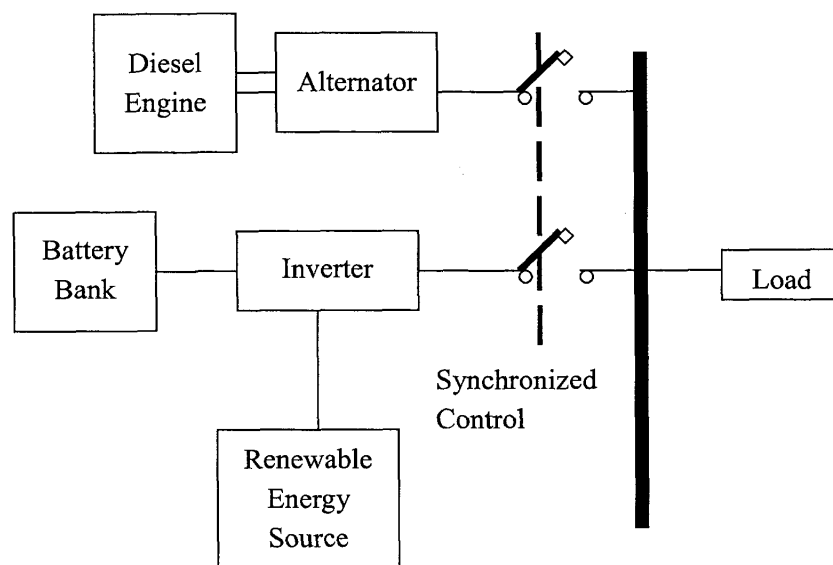 Diesel
Engine
Alternator
Battery
Bank
Inverter
Load
Synchronized
Control
Renewable
Energy
Source